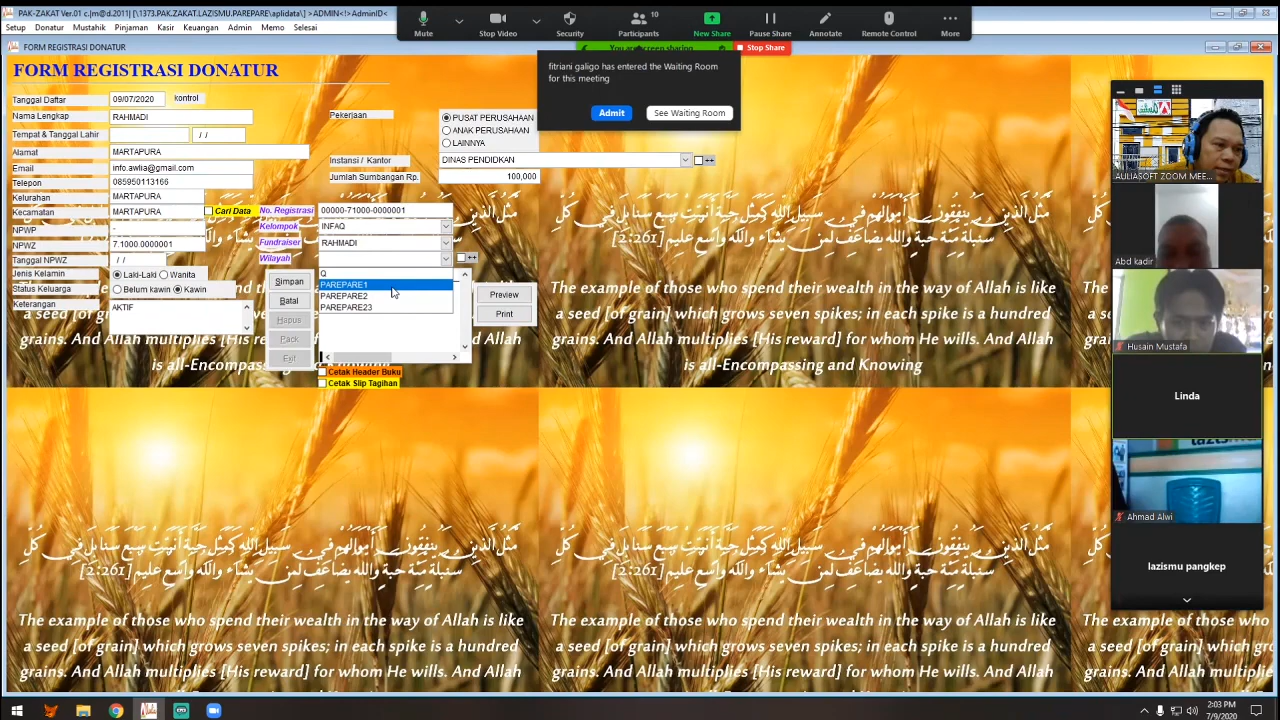 PAK-ZAKAT Ver.01 c.|m@d.2011| [\1373.PAK.ZAKAT.LAZISMU.PAREPARE\aplidata\] >ADMIN<!>AdminID<
Setup Donatur Mustahik Pinjaman Kasir Keuangan Admin Memo Selesai
Mute Stop Video Security Participants 10 New Share Pause Share Annotate Remote Control More
FORM REGISTRASI DONATUR
Stop Share
FORM REGISTRASI DONATUR
fitriani galigo has entered the Waiting Room
for this meeting
Admit See Waiting Room
Tanggal Daftar 09/07/2020 kontrol
Nama Lengkap RAHMADI
Tempat & Tanggal Lahir / /
Alamat MARTAPURA
Email info.awlia@gmail.com
Telepon 085950113166
Kelurahan MARTAPURA
Kecamatan MARTAPURA
NPWP -
NPWZ 7.1000.0000001
Tanggal NPWZ / /
Jenis Kelamin Laki-Laki Wanita
Status Keluarga Belum kawin Kawin
Keterangan AKTIF
Pekerjaan PUSAT PERUSAHAAN
ANAK PERUSAHAAN
LAINNYA
Instansi / Kantor DINAS PENDIDKAN ++
Jumlah Sumbangan Rp. 100,000
Cari Data No. Registrasi 00000-71000-0000001
Kelompok INFAQ
Fundraiser RAHMADI
Wilayah ++
Q
PAREPARE1
PAREPARE2
PAREPARE23
Simpan
Batal
Hapus
Pack
Exit
Preview
Print
Cetak Header Buku
Cetak Slip Tagihan
[2:261]
is all-Encompassing and Knowing
The example of those who spend their wealth in the way of Allah is like
a seed of grain which grows seven spikes; in each spike is a hundred
grains. And Allah multiplies [His reward] for whom He wills. And Allah
AULIASOFT ZOOM MEE...
Abd kadir
Husain Mustafa
Linda
Ahmad Alwi
lazismu pangkep
2:03 PM
7/9/2020